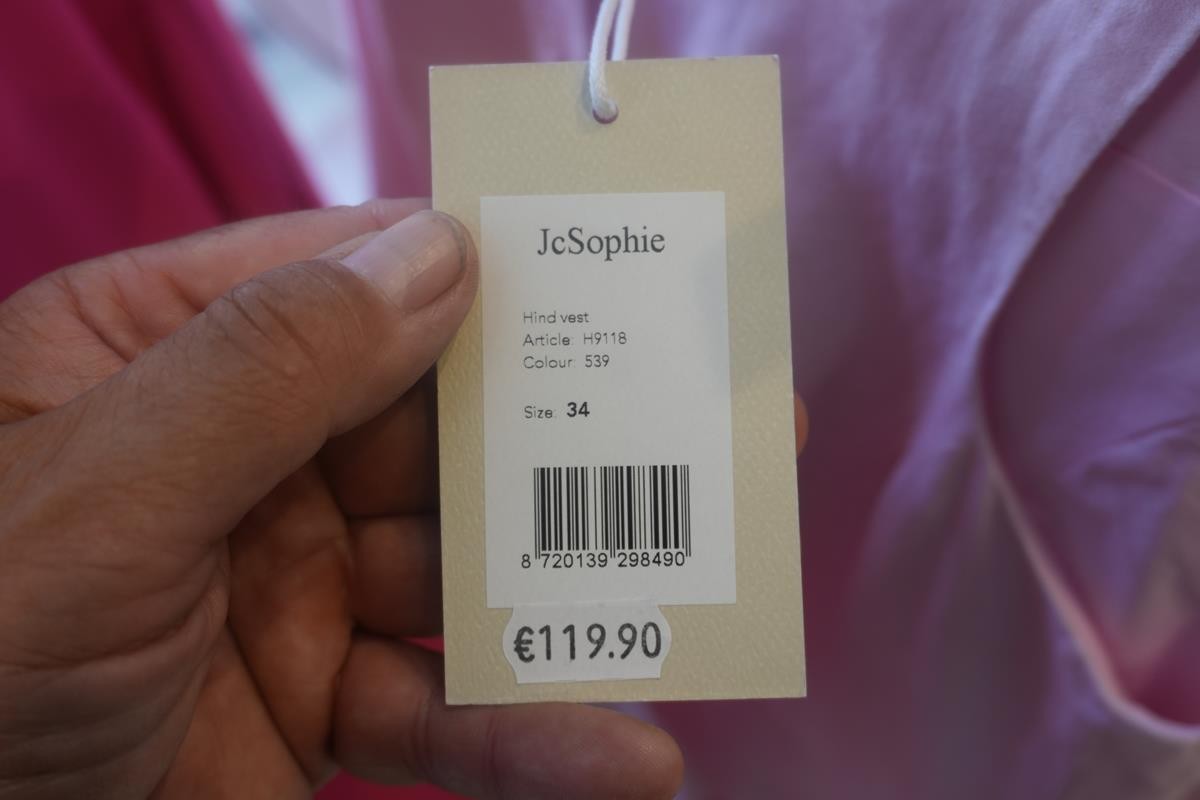 JcSophie
Hind vest
Article: H9118
Colour: 539
Size: 34
8 720139 298490
€119.90